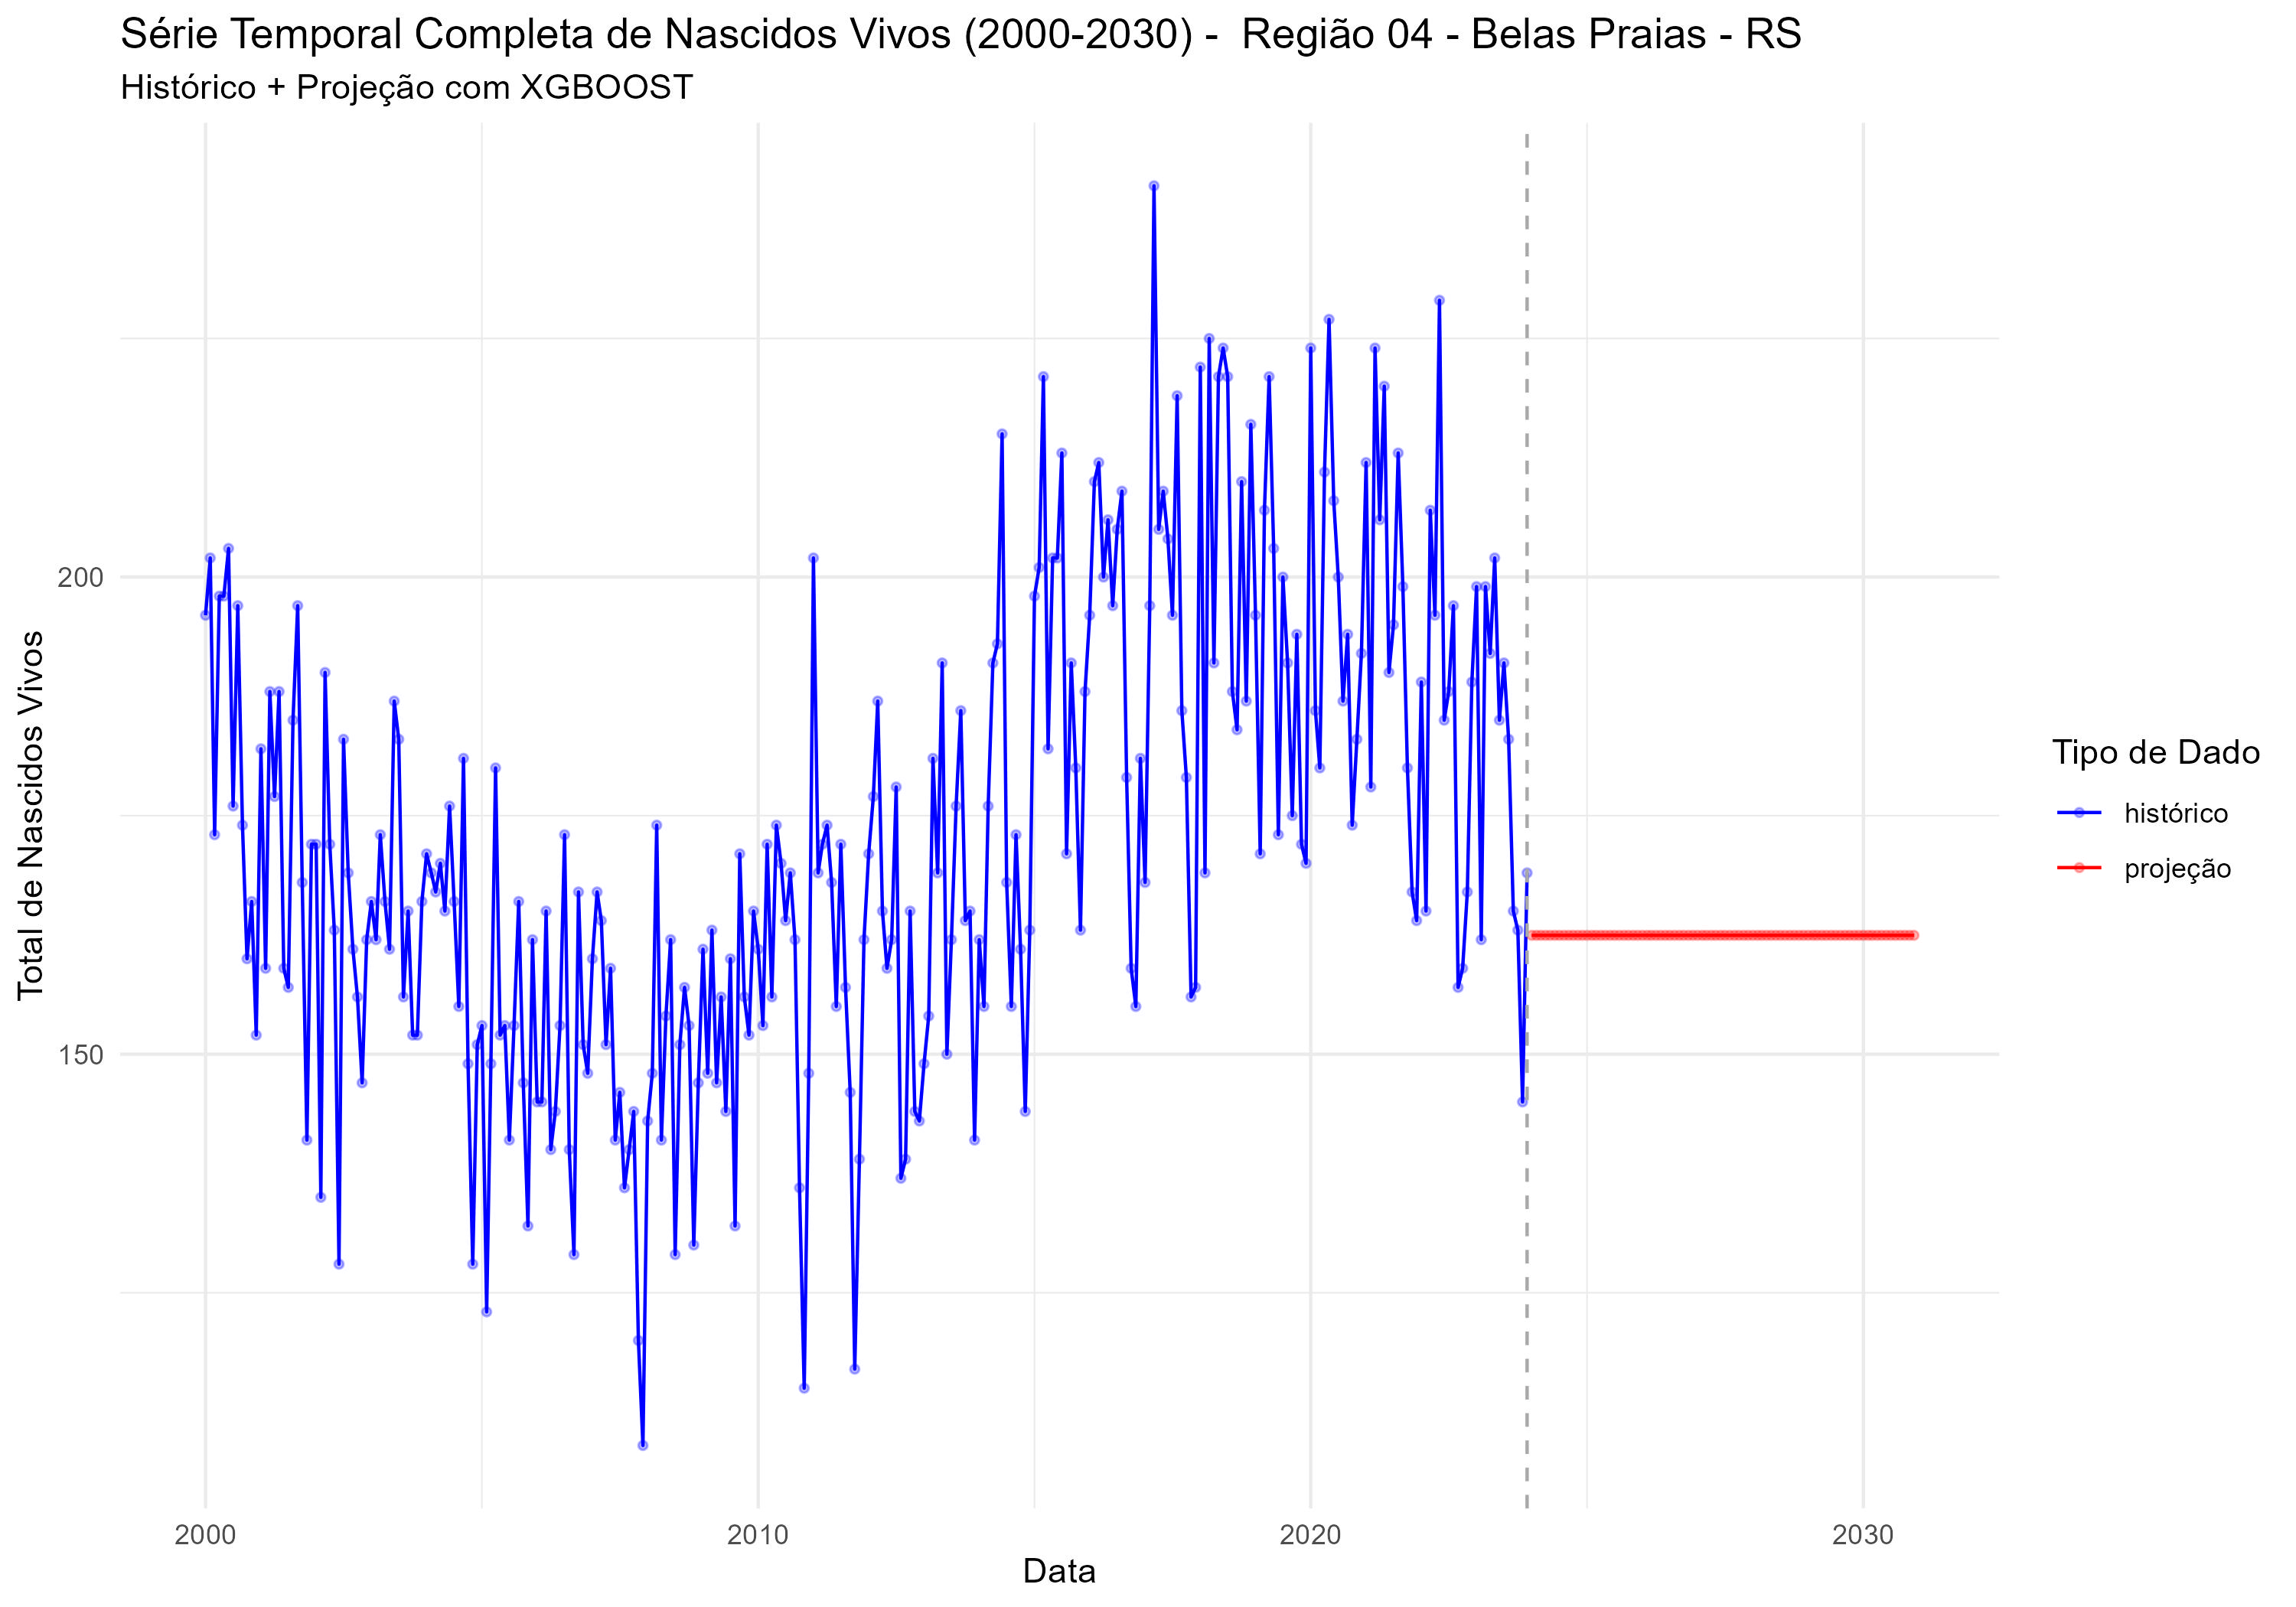 Série Temporal Completa de Nascidos Vivos (2000-2030) -  Região 04 - Belas Praias - RS
Histórico + Projeção com XGBOOST
Total de Nascidos Vivos
200
150
2000
2010
2020
2030
Data
Tipo de Dado
histórico
projeção